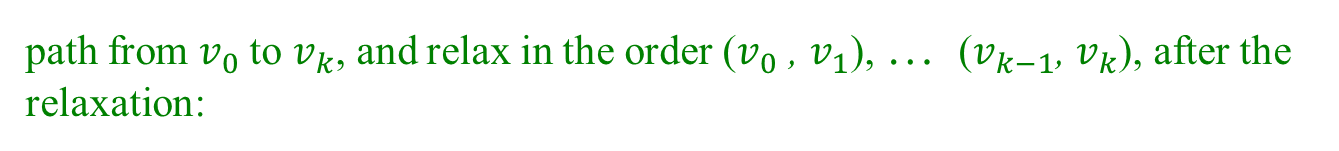 path from v₀ to vₖ, and relax in the order (v₀ , v₁), … (vₖ₋₁, vₖ), after the
relaxation: